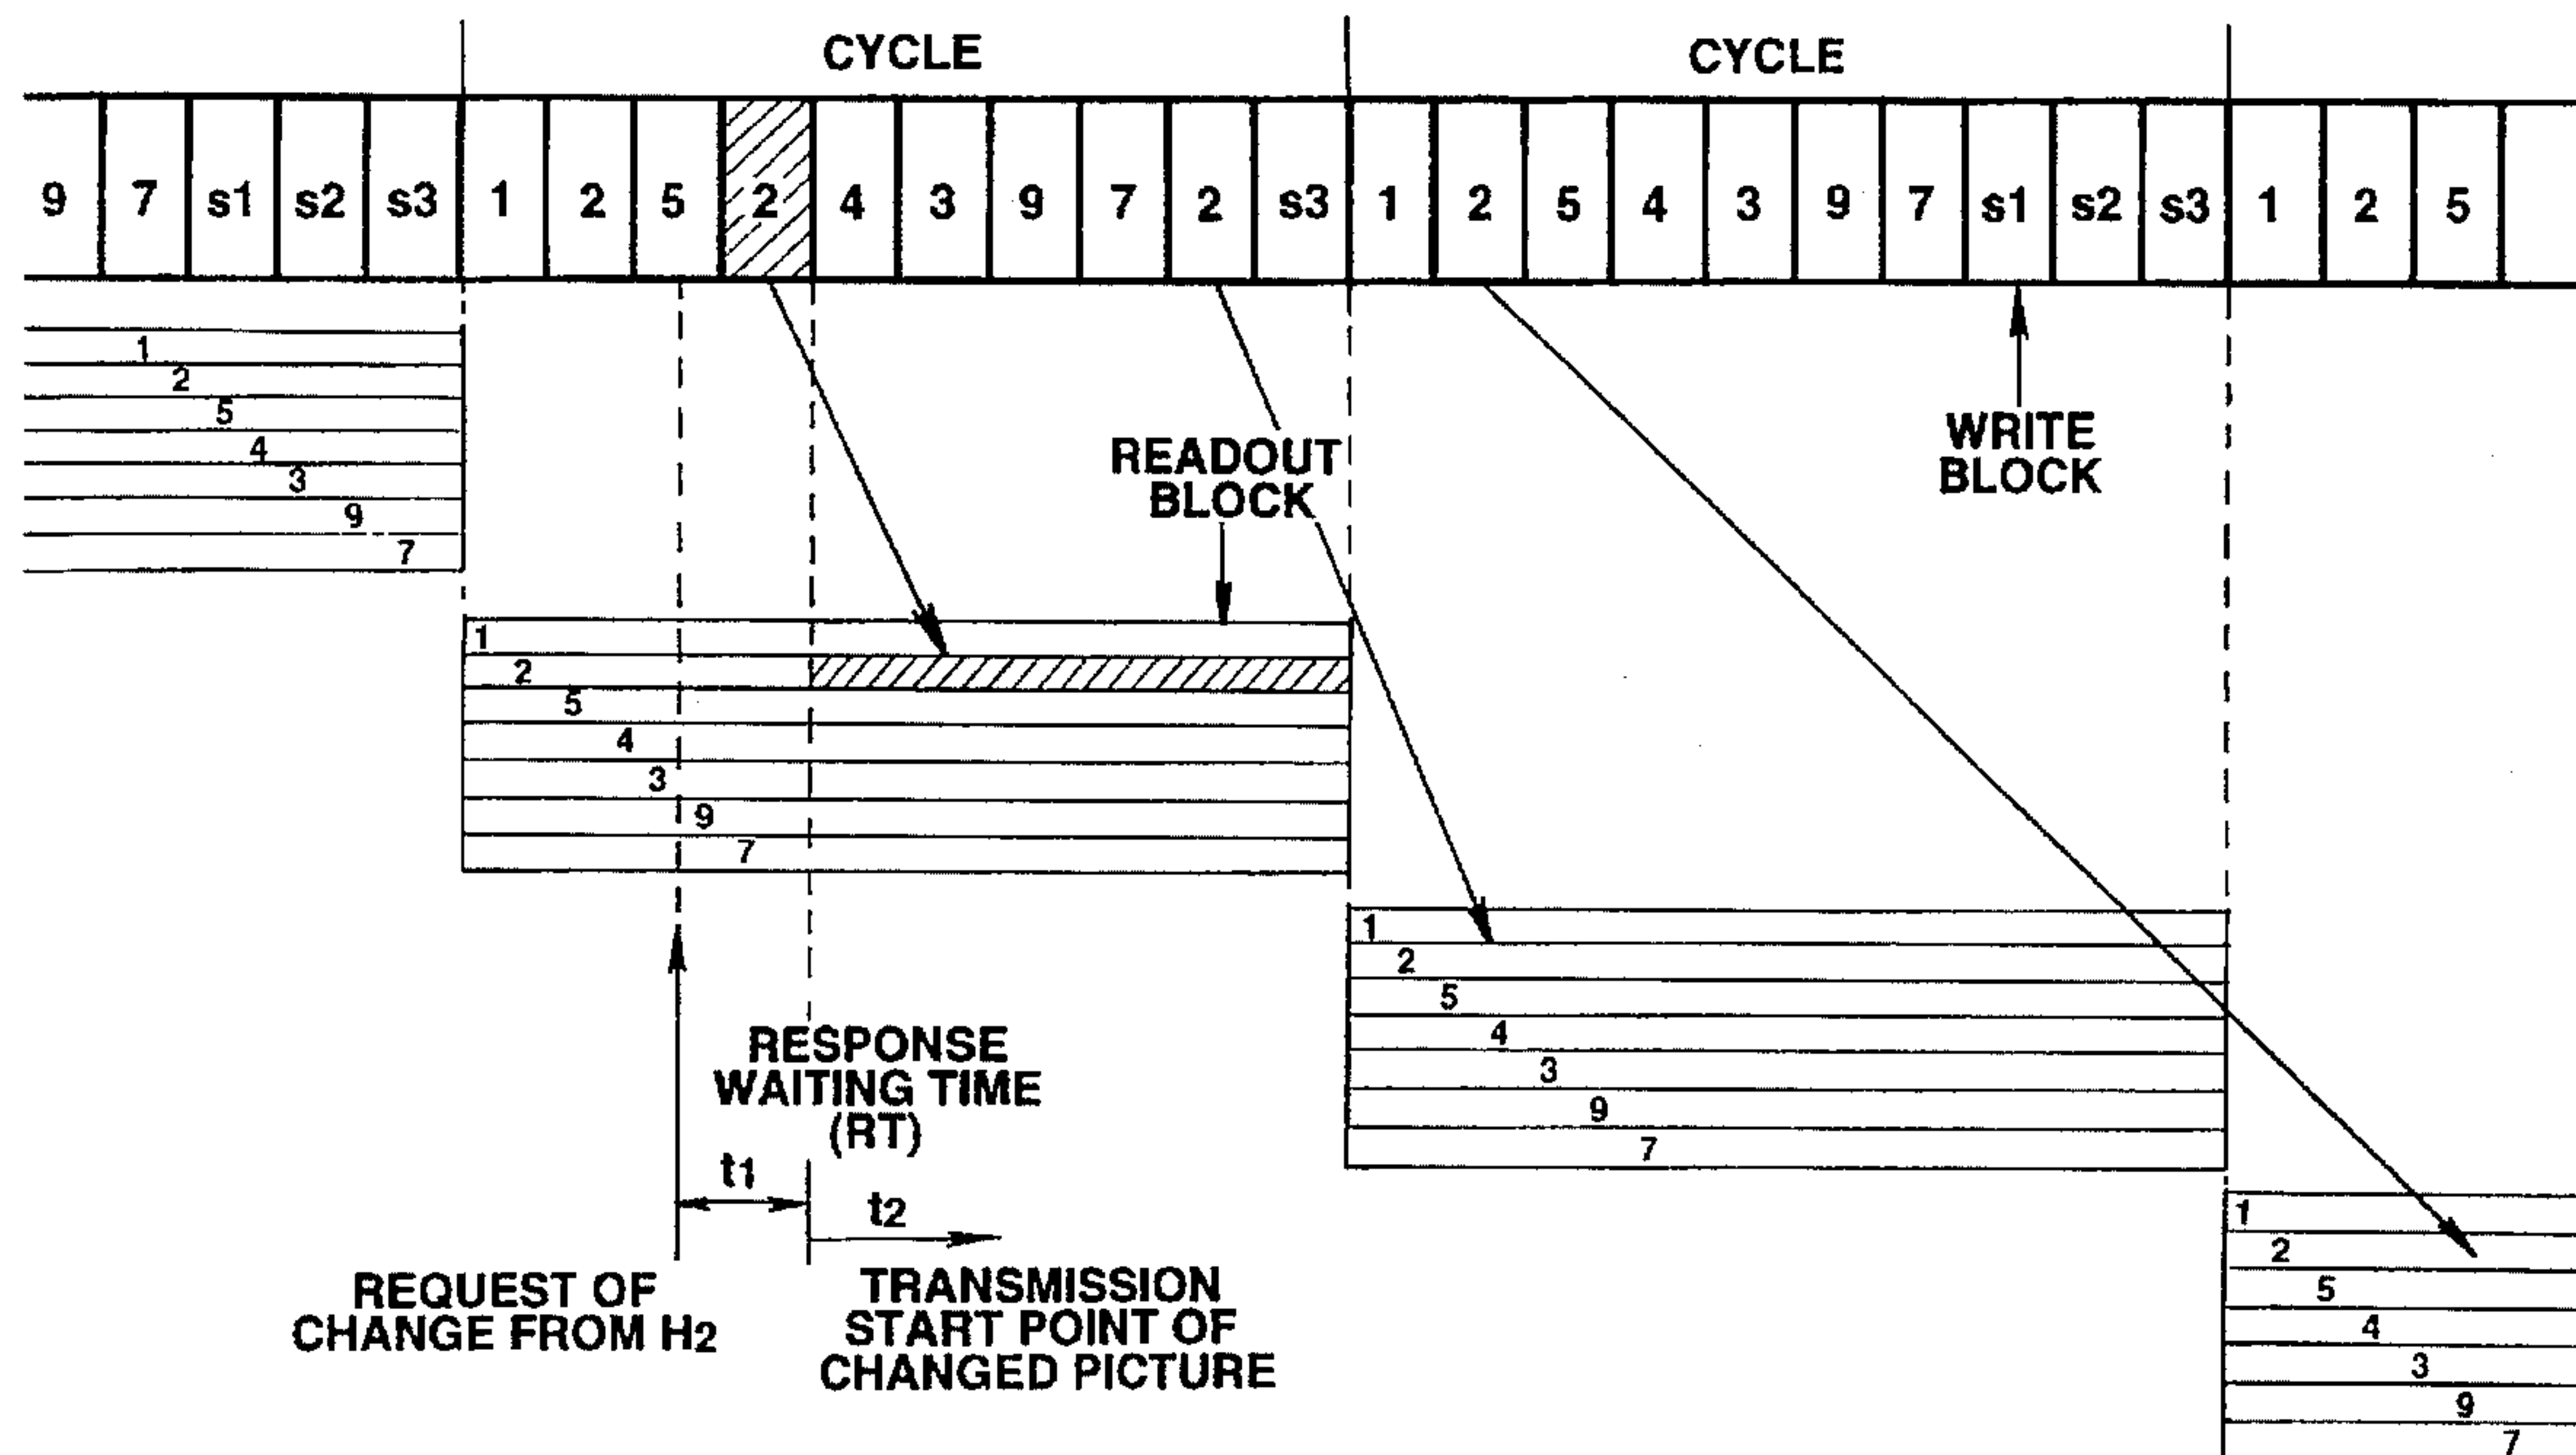 CYCLE CYCLE
9 7 s1 s2 s3 1 2 5 2 4 3 9 7 2 s3 1 2 5 4 3 9 7 s1 s2 s3 1 2 5
1
2
5
4
3
9
7
READOUT
BLOCK
WRITE
BLOCK
1
2
5
4
3
9
7
1
2
5
4
3
9
7
RESPONSE
WAITING TIME
(RT)
t1
t2
REQUEST OF
CHANGE FROM H2
TRANSMISSION
START POINT OF
CHANGED PICTURE
1
2
5
4
3
9
7